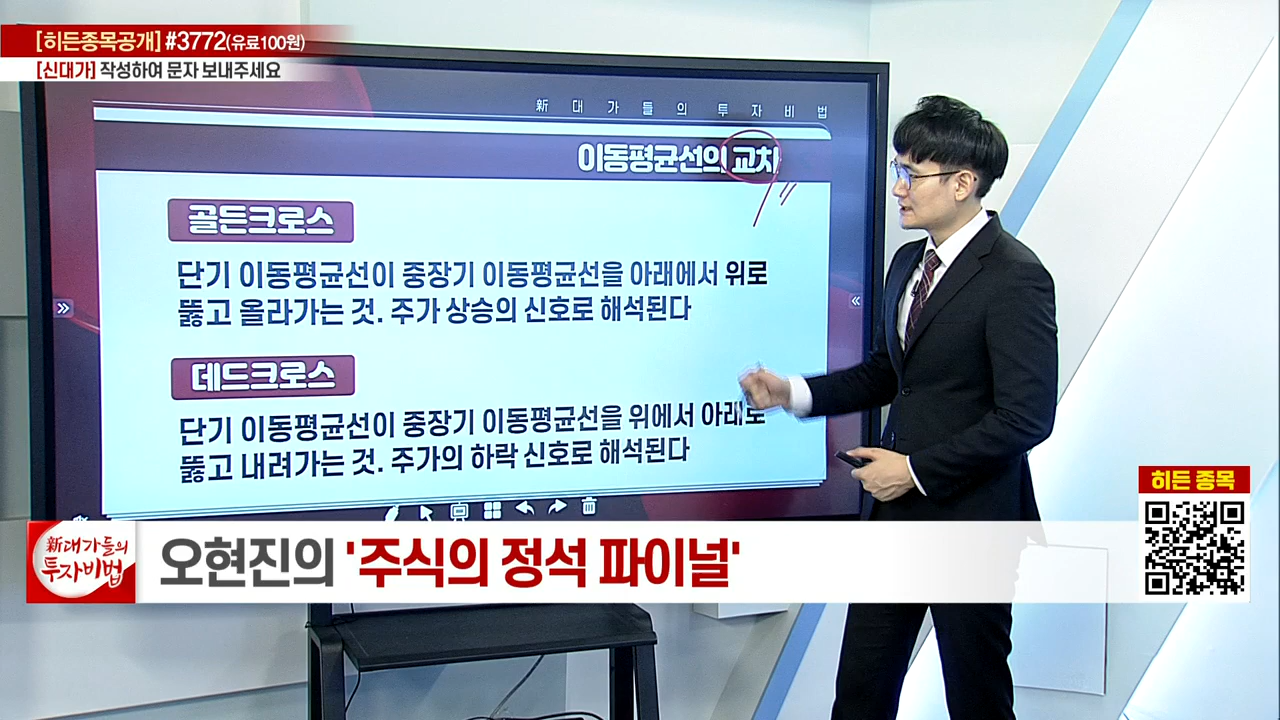 [히든종목공개] #3772(유료100원)
[신대가] 작성하여 문자 보내주세요
新 대 가 들 의 투 자 비 법
이동평균선의 교차
골든크로스
단기 이동평균선이 중장기 이동평균선을 아래에서 위로
뚫고 올라가는 것. 주가 상승의 신호로 해석된다
데드크로스
단기 이동평균선이 중장기 이동평균선을 위에서 아래로
뚫고 내려가는 것. 주가의 하락 신호로 해석된다
히든 종목
新대가들의
투자비법
오현진의 '주식의 정석 파이널'